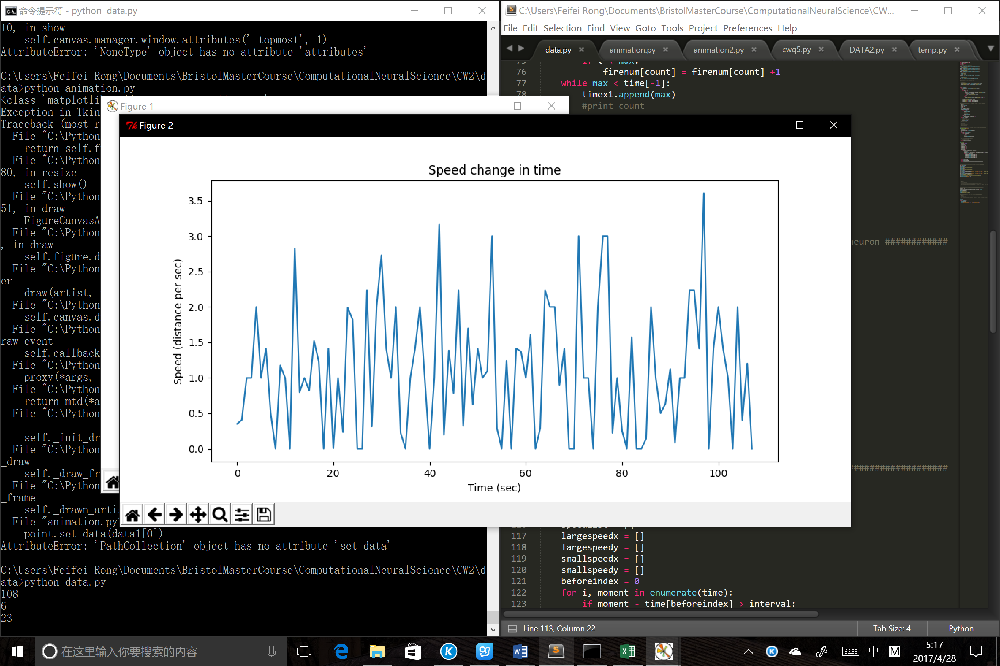 命令提示符 - python  data.py
10, in show
    self.canvas.manager.window.attributes('-topmost', 1)
AttributeError: 'NoneType' object has no attribute 'attributes'
C:\Users\Feifei Rong\Documents\BristolMasterCourse\ComputationalNeuralScience\CW2\d
ata>python animation.py
<class 'matplotli
Exception in Tkin
Traceback (most r
  File "C:\Python
    return self.f
  File "C:\Python
80, in resize
    self.show()
  File "C:\Python
51, in draw
    FigureCanvasA
  File "C:\Python
, in draw
    self.figure.d
  File "C:\Python
er
    draw(artist,
  File "C:\Python
    self.canvas.d
  File "C:\Python
raw_event
    self.callback
  File "C:\Python
    proxy(*args,
  File "C:\Python
    return mtd(*a
  File "C:\Python
    self._init_dr
  File "C:\Python
_draw
    self._draw_fr
  File "C:\Python
_frame
    self._drawn_artis
  File "animation.py"
    point.set_data(data1[0])
AttributeError: 'PathCollection' object has no attribute 'set_data'
C:\Users\Feifei Rong\Documents\BristolMasterCourse\ComputationalNeuralScience\CW2\d
ata>python data.py
108
6
23
C:\Users\Feifei Rong\Documents\BristolMasterCourse\ComputationalNeuralScience\CW...
File Edit Selection Find View Goto Tools Project Preferences Help
data.py animation.py animation2.py cwq5.py DATA2.py temp.py
76 firenum[count] = firenum[count] +1
77 while max < time[-1]:
78 timex1.append(max)
#print count
neuron ############
###################
117 largespeedx = []
118 largespeedy = []
119 smallspeedx = []
120 smallspeedy = []
121 beforeindex = 0
122 for i, moment in enumerate(time):
123 if moment - time[beforeindex] > interval:
Line 113, Column 22 Tab Size: 4 Python
Figure 1
Figure 2
Speed change in time
Speed (distance per sec)
3.5
3.0
2.5
2.0
1.5
1.0
0.5
0.0
0 20 40 60 80 100
Time (sec)
在这里输入你要搜索的内容
中 M
5:17
2017/4/28